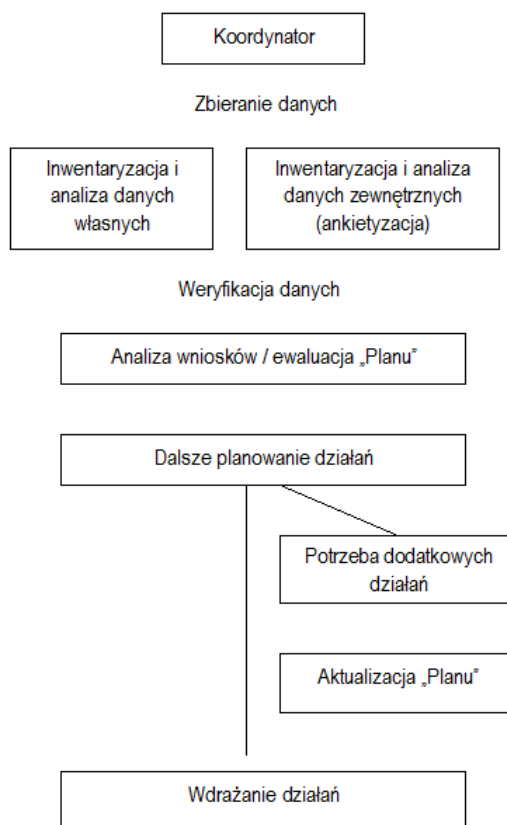 Koordynator
Zbieranie danych
Inwentaryzacja i
analiza danych
własnych
Inwentaryzacja i analiza
danych zewnętrznych
(ankietyzacja)
Weryfikacja danych
Analiza wniosków / ewaluacja „Planu”
Dalsze planowanie działań
Potrzeba dodatkowych
działań
Aktualizacja „Planu”
Wdrażanie działań